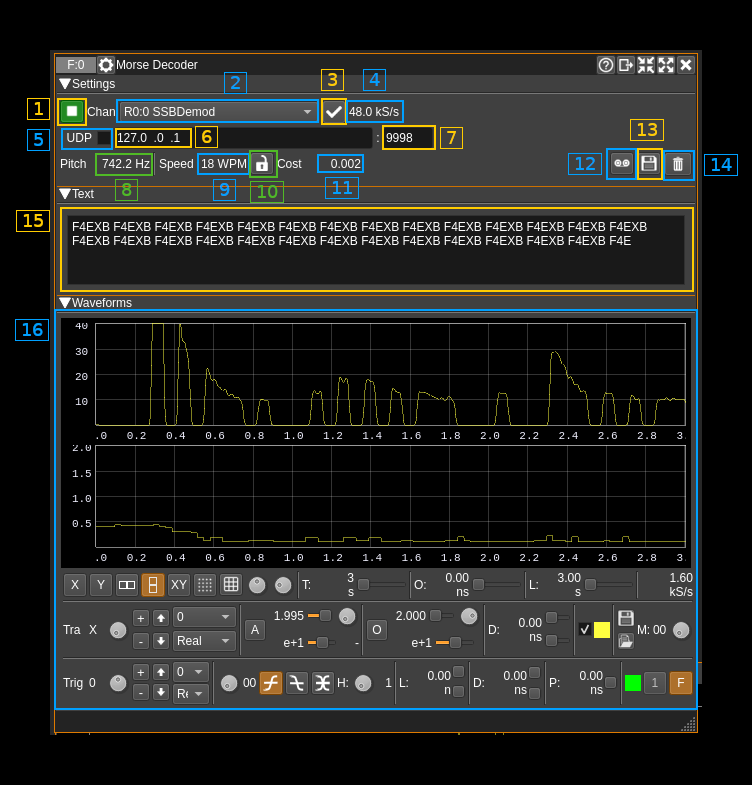 F:0 Morse Decoder
Settings
1 Chan 2 R0:0 SSBDemod 3 4 48.0 kS/s
5 UDP 127.0 .0 .1 6 : 9998 7
13
Pitch 742.2 Hz Speed 18 WPM Cost 0.002 12 14
8 9 10 11
Text
15
F4EXB F4EXB F4EXB F4EXB F4EXB F4EXB F4EXB F4EXB F4EXB F4EXB F4EXB F4EXB F4EXB F4EXB
F4EXB F4EXB F4EXB F4EXB F4EXB F4EXB F4EXB F4EXB F4EXB F4EXB F4EXB F4EXB F4EXB F4E
Waveforms
16
40
30
20
10
.0 0.2 0.4 0.6 0.8 1.0 1.2 1.4 1.6 1.8 2.0 2.2 2.4 2.6 2.8 3.
2.0
1.5
1.0
0.5
.0 0.2 0.4 0.6 0.8 1.0 1.2 1.4 1.6 1.8 2.0 2.2 2.4 2.6 2.8 3.
X Y XY T: 3 s O: 0.00 ns L: 3.00 s 1.60 kS/s
Tra X + - 0 Real A 1.995 e+1 - O 2.000 e+1 D: 0.00 ns M: 00
Trig 0 + - 0 Re 00 H: 1 L: 0.00 n D: 0.00 ns P: 0.00 ns 1 F